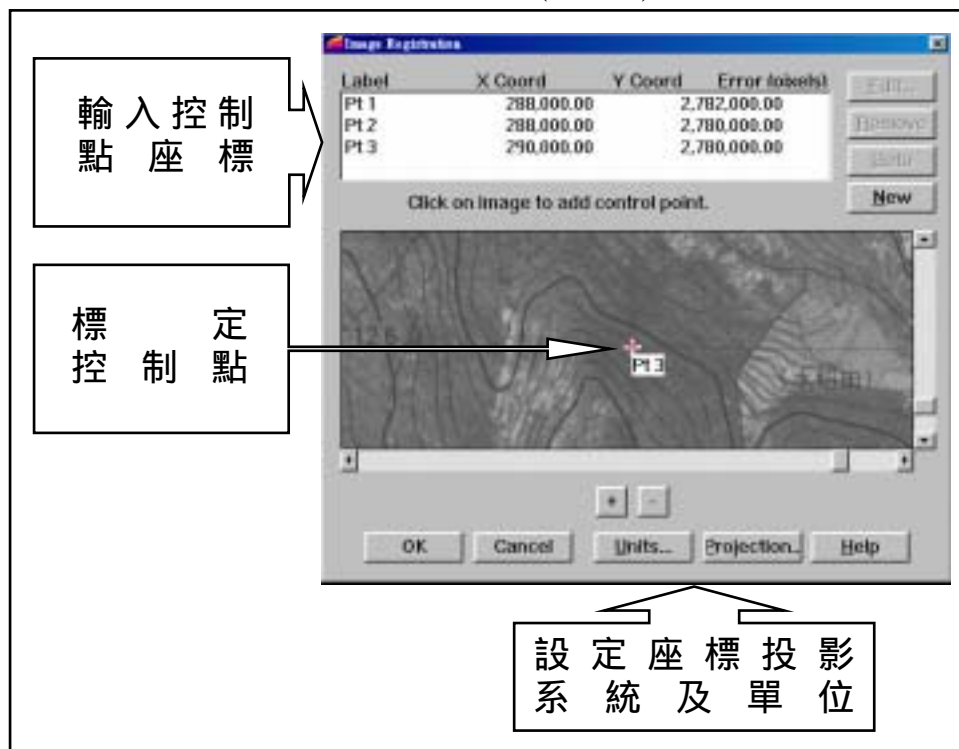 Image Registration
Label X Coord Y Coord Error (pixels)
Pt 1 288,000.00 2,782,000.00
Pt 2 288,000.00 2,780,000.00
Pt 3 290,000.00 2,780,000.00
Edit...
Remove
New
Click on image to add control point.
輸入控制
點座標
標定
控制點
Pt 3
+ -
OK Cancel Units... Projection... Help
設定座標投影
系統及單位